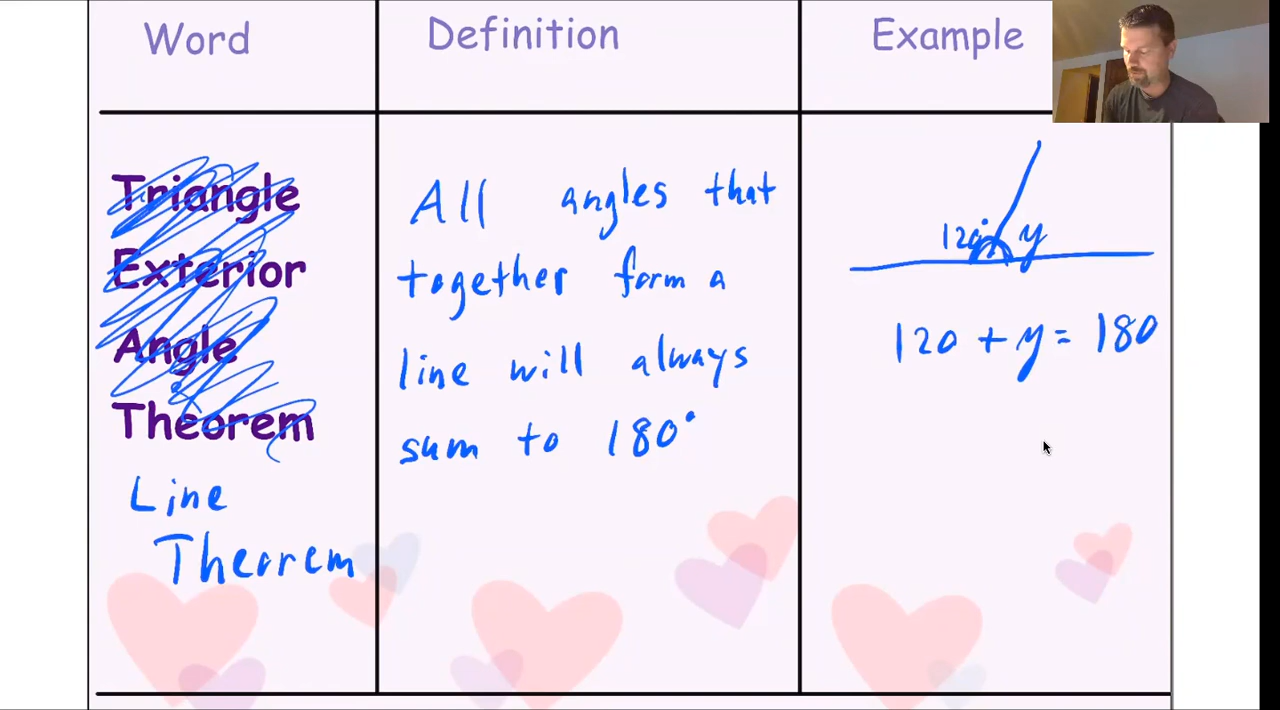 Word
Definition
Example
Triangle
Exterior
Angle
Theorem
Line
Theorem
All angles that
together form a
line will always
sum to 180°
120° y
120 + y = 180